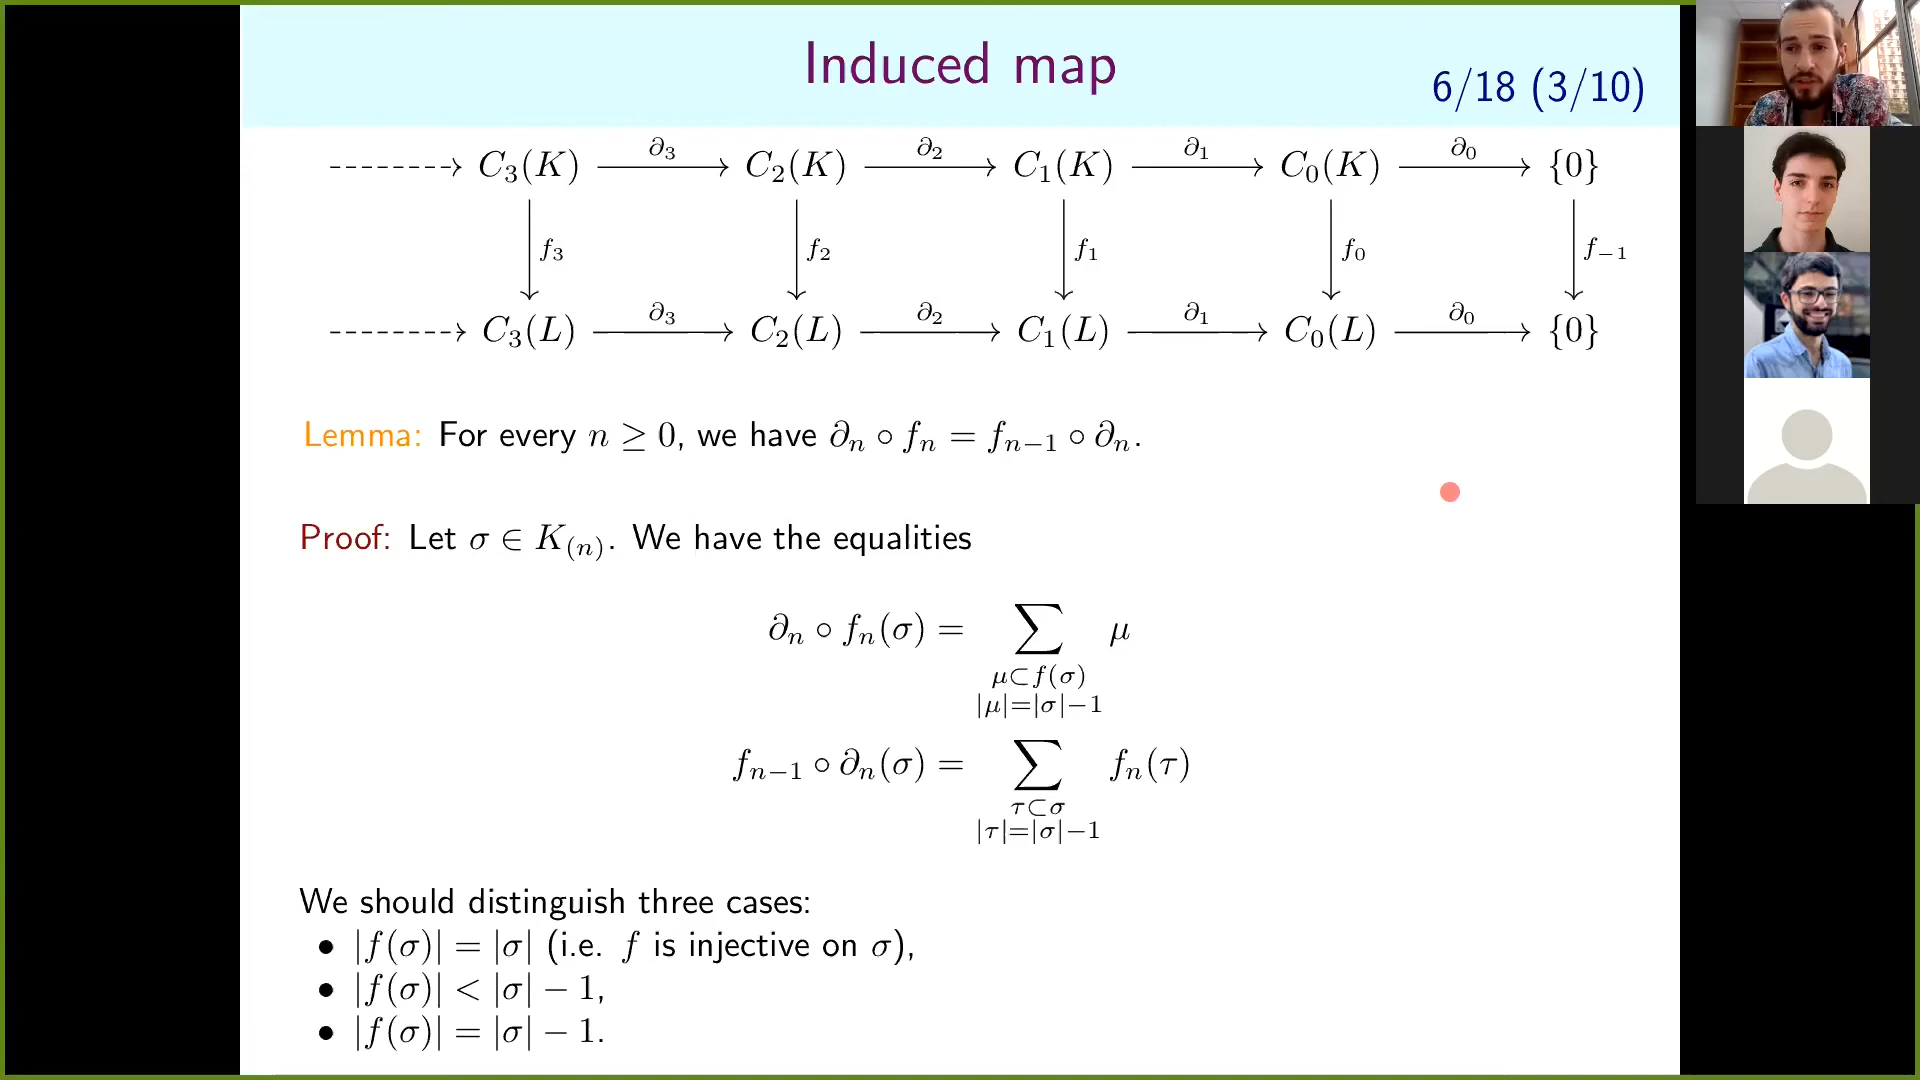 Induced map
6/18 (3/10)
∂₃ ∂₂ ∂₁ ∂₀
C₃(K) C₂(K) C₁(K) C₀(K) {0}
f₃ f₂ f₁ f₀ f₋₁
∂₃ ∂₂ ∂₁ ∂₀
C₃(L) C₂(L) C₁(L) C₀(L) {0}
Lemma: For every n ≥ 0, we have ∂ₙ ∘ fₙ = fₙ₋₁ ∘ ∂ₙ.
Proof: Let σ ∈ K₍ₙ₎. We have the equalities
∂ₙ ∘ fₙ(σ) = ∑ μ
μ⊂f(σ)
|μ|=|σ|−1
fₙ₋₁ ∘ ∂ₙ(σ) = ∑ fₙ(τ)
τ⊂σ
|τ|=|σ|−1
We should distinguish three cases:
• |f(σ)| = |σ| (i.e. f is injective on σ),
• |f(σ)| < |σ| − 1,
• |f(σ)| = |σ| − 1.